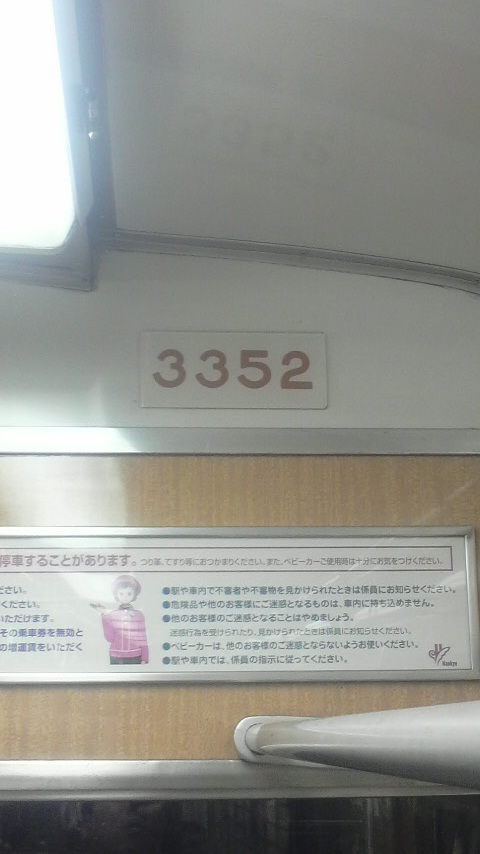 3352
停車することがあります。つり革、てすり等におつかまりください。また、ベビーカーご使用時は十分にお気をつけください。
ださい。
ください。
いただけます。
その乗車券を無効と
の増運賃をいただく
●駅や車内で不審者や不審物を見かけられたときは係員にお知らせください。
●危険品や他のお客様にご迷惑となるものは、車内に持ち込めません。
●他のお客様のご迷惑となることはやめましょう。
迷惑行為を受けられたり、見かけられたときは係員にお知らせください。
●ベビーカーは、他のお客様のご迷惑とならないようお使いください。
●駅や車内では、係員の指示に従ってください。
Hankyu